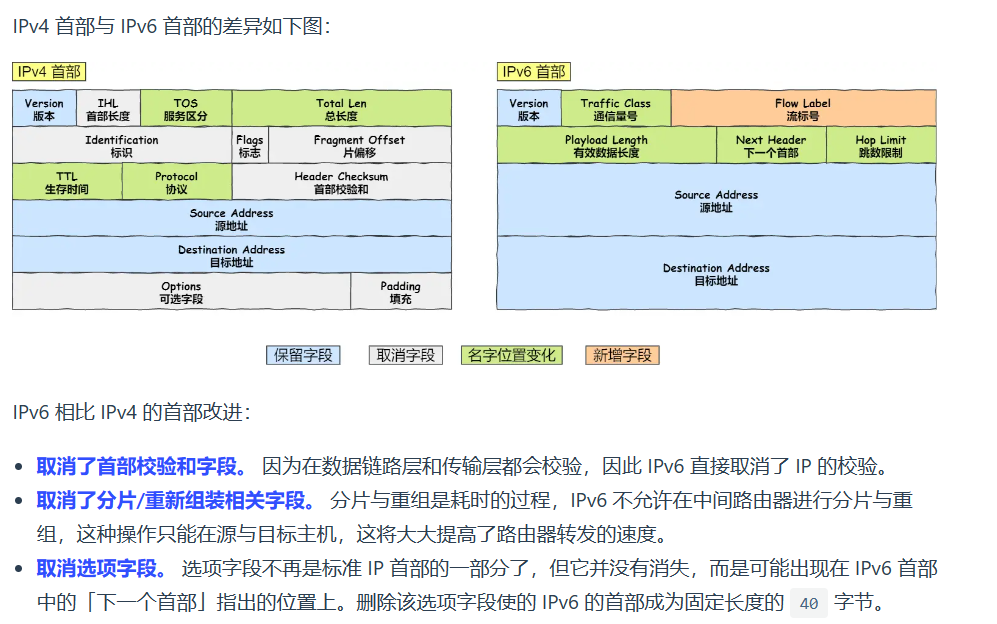 IPv4 首部与 IPv6 首部的差异如下图：
IPv4 首部
Version
版本
IHL
首部长度
TOS
服务区分
Total Len
总长度
Identification
标识
Flags
标志
Fragment Offset
片偏移
TTL
生存时间
Protocol
协议
Header Checksum
首部校验和
Source Address
源地址
Destination Address
目标地址
Options
可选字段
Padding
填充
IPv6 首部
Version
版本
Traffic Class
通信量号
Flow Label
流标号
Playload Length
有效数据长度
Next Header
下一个首部
Hop Limit
跳数限制
Source Address
源地址
Destination Address
目标地址
保留字段
取消字段
名字位置变化
新增字段
IPv6 相比 IPv4 的首部改进：
• 取消了首部校验和字段。 因为在数据链路层和传输层都会校验，因此 IPv6 直接取消了 IP 的校验。
• 取消了分片/重新组装相关字段。 分片与重组是耗时的过程，IPv6 不允许在中间路由器进行分片与重
组，这种操作只能在源与目标主机，这将大大提高了路由器转发的速度。
• 取消选项字段。 选项字段不再是标准 IP 首部的一部分了，但它并没有消失，而是可能出现在 IPv6 首部
中的「下一个首部」指出的位置上。删除该选项字段使的 IPv6 的首部成为固定长度的 40 字节。